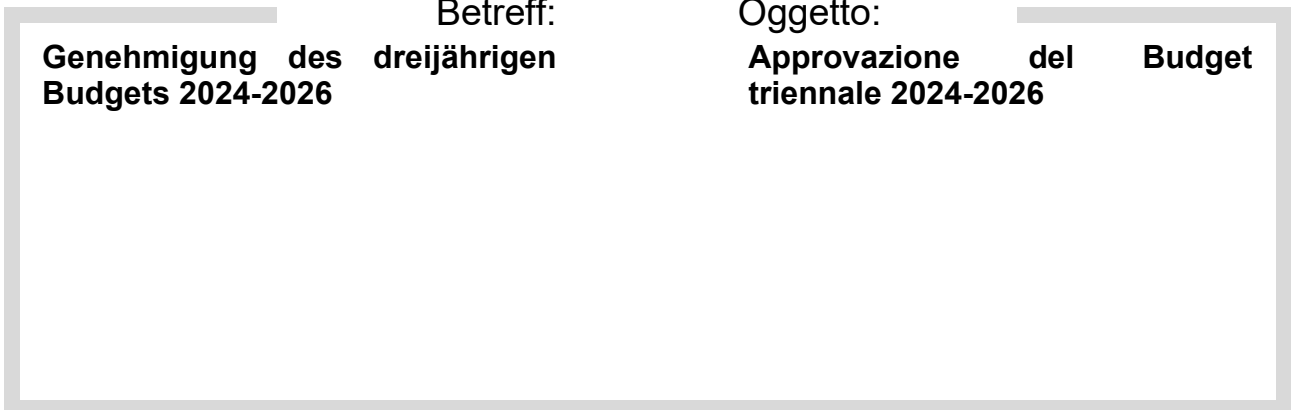 Betreff:
Oggetto:
Genehmigung des dreijährigen
Budgets 2024-2026
Approvazione del Budget
triennale 2024-2026